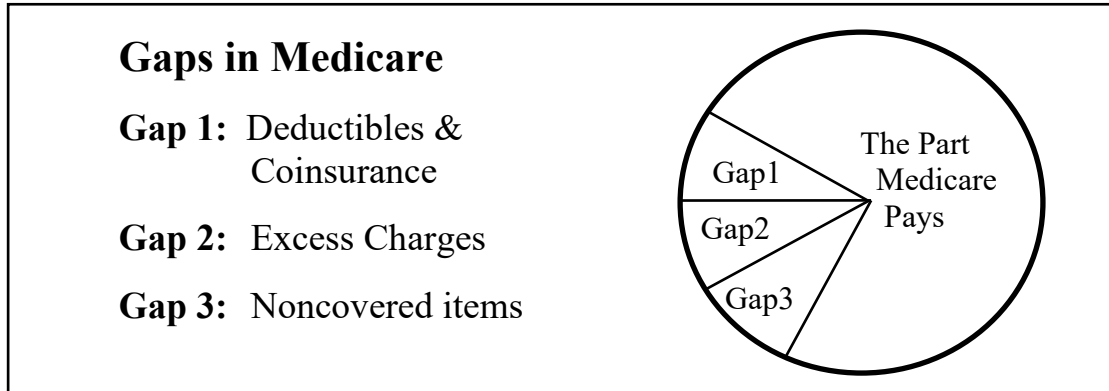 Gaps in Medicare
Gap 1: Deductibles &
Coinsurance
Gap 2: Excess Charges
Gap 3: Noncovered items
The Part
Medicare
Pays
Gap1
Gap2
Gap3